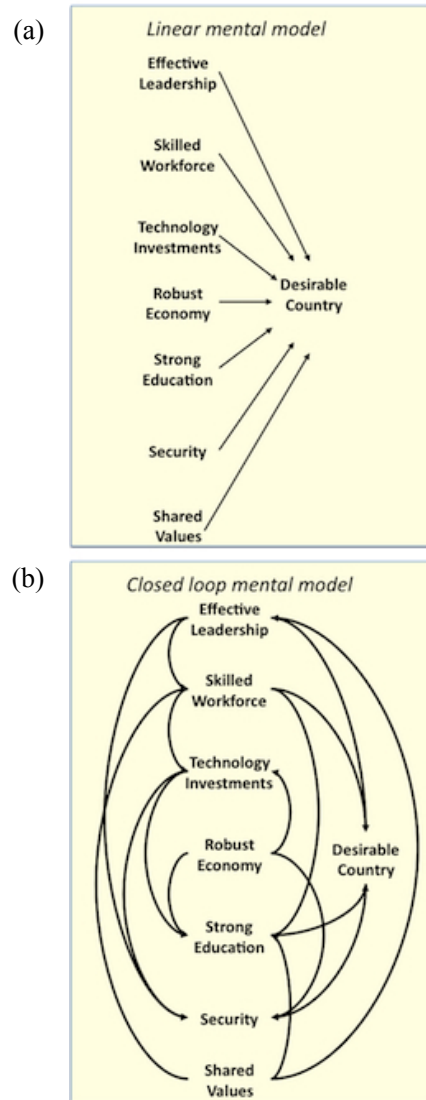 (a)
Linear mental model
Effective
Leadership
Skilled
Workforce
Technology
Investments
Desirable
Country
Robust
Economy
Strong
Education
Security
Shared
Values
(b)
Closed loop mental model
Effective
Leadership
Skilled
Workforce
Technology
Investments
Robust
Economy
Desirable
Country
Strong
Education
Security
Shared
Values